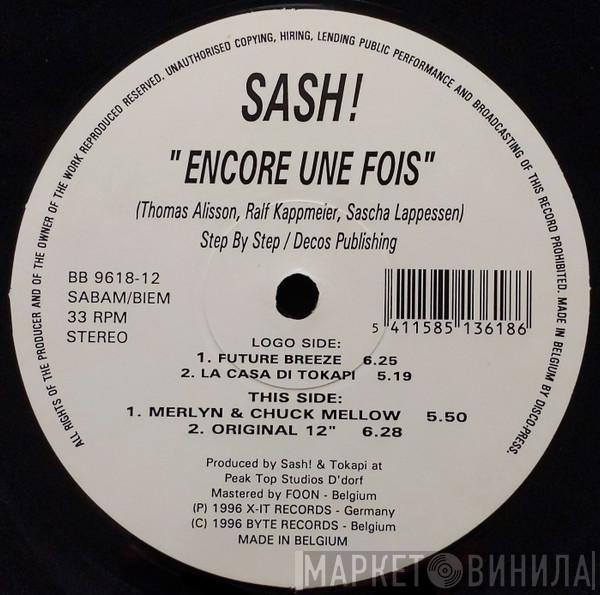 ALL RIGHTS OF THE PRODUCER AND OF THE OWNER OF THE WORK REPRODUCED RESERVED. UNAUTHORISED COPYING, HIRING, LENDING PUBLIC PERFORMANCE AND BROADCASTING OF THIS RECORD PROHIBITED. MADE IN BELGIUM BY DISCO-PRESS.
SASH!
"ENCORE UNE FOIS"
(Thomas Alisson, Ralf Kappmeier, Sascha Lappessen)
Step By Step / Decos Publishing
BB 9618-12
SABAM/BIEM
33 RPM
STEREO
5 411585 136186
LOGO SIDE:
1. FUTURE BREEZE 6.25
2. LA CASA DI TOKAPI 5.19
THIS SIDE:
1. MERLYN & CHUCK MELLOW 5.50
2. ORIGINAL 12" 6.28
Produced by Sash! & Tokapi at
Peak Top Studios D'dorf
Mastered by FOON - Belgium
(P) 1996 X-IT RECORDS - Germany
(C) 1996 BYTE RECORDS - Belgium
MADE IN BELGIUM
МАРКЕТ ВИНИЛА